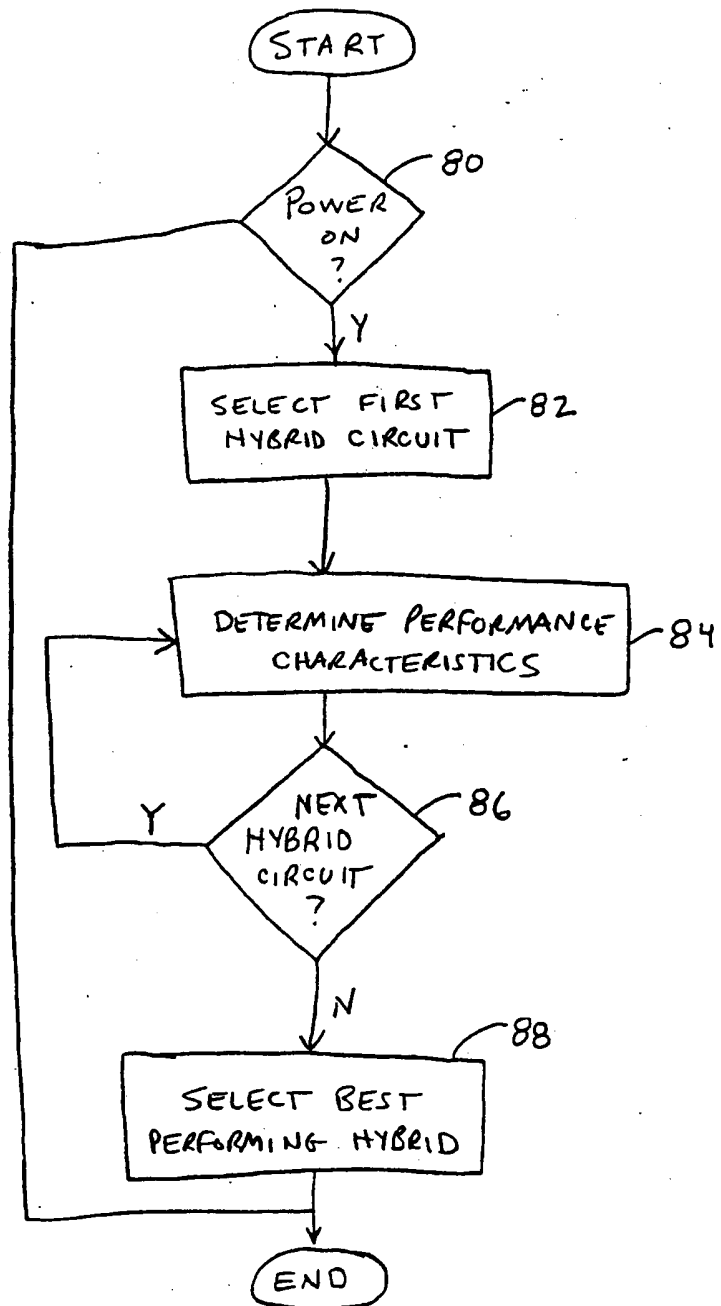 START
80
POWER
ON
?
Y
SELECT FIRST
HYBRID CIRCUIT
82
DETERMINE PERFORMANCE
CHARACTERISTICS
84
Y
NEXT
HYBRID
CIRCUIT
?
86
N
88
SELECT BEST
PERFORMING HYBRID
END